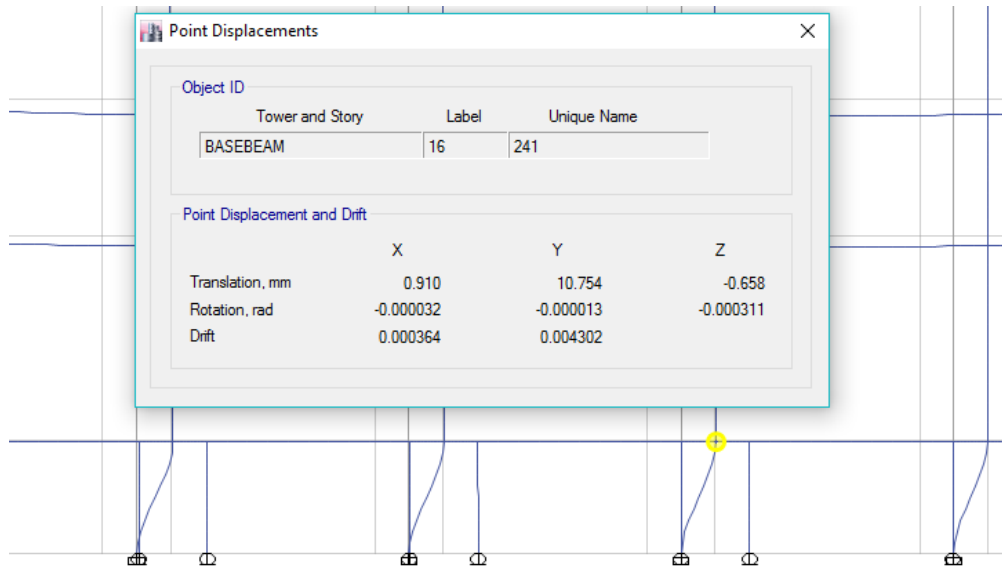 Point Displacements
Object ID
Tower and Story Label Unique Name
BASEBEAM 16 241
Point Displacement and Drift
X Y Z
Translation, mm 0.910 10.754 -0.658
Rotation, rad -0.000032 -0.000013 -0.000311
Drift 0.000364 0.004302